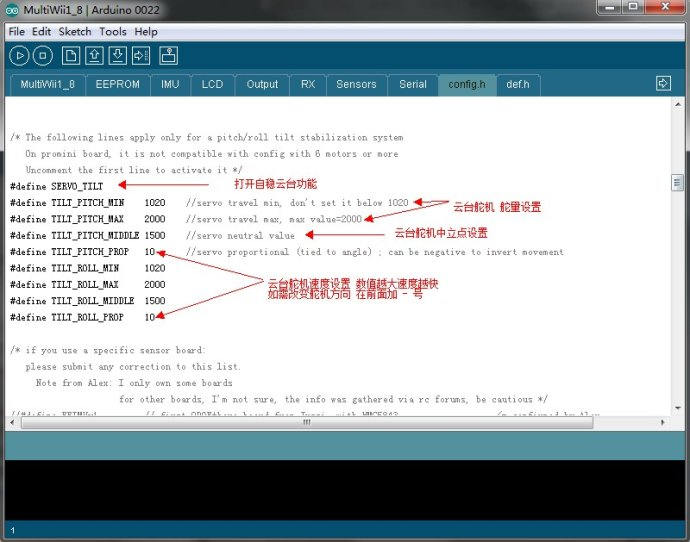 MultiWii1_8 | Arduino 0022
File Edit Sketch Tools Help
MultiWii1_8 EEPROM IMU LCD Output RX Sensors Serial config.h def.h
/* The following lines apply only for a pitch/roll tilt stabilization system
On promini board, it is not compatible with config with 6 motors or more
Uncomment the first line to activate it */
#define SERVO_TILT 打开自稳云台功能
#define TILT_PITCH_MIN 1020 //servo travel min, don't set it below 1020
云台舵机 舵量设置
#define TILT_PITCH_MAX 2000 //servo travel max, max value=2000
#define TILT_PITCH_MIDDLE 1500 //servo neutral value 云台舵机中立点设置
#define TILT_PITCH_PROP 10 //servo proportional (tied to angle) ; can be negative to invert movement
#define TILT_ROLL_MIN 1020
#define TILT_ROLL_MAX 2000 云台舵机速度设置 数值越大速度越快
#define TILT_ROLL_MIDDLE 1500 如需改变舵机方向 在前面加 - 号
#define TILT_ROLL_PROP 10
/* if you use a specific sensor board:
please submit any correction to this list.
Note from Alex: I only own some boards
for other boards, I'm not sure, the info was gathered via rc forums, be cautious */
1